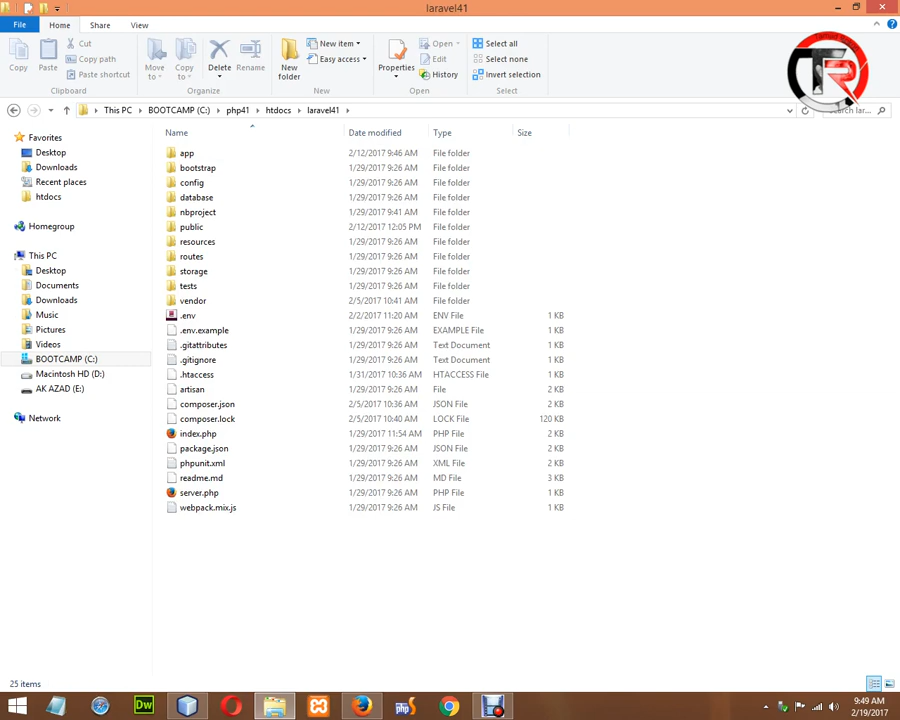 laravel41
File
Home
Share
View
Copy
Paste
Cut
Copy path
Paste shortcut
Clipboard
Move to
Copy to
Delete
Rename
Organize
New folder
New item
Easy access
New
Properties
Open
Edit
History
Open
Select all
Select none
Invert selection
Select
TR
This PC
BOOTCAMP (C:)
php41
htdocs
laravel41
Name
Date modified
Type
Size
Favorites
Desktop
Downloads
Recent places
htdocs
Homegroup
This PC
Desktop
Documents
Downloads
Music
Pictures
Videos
BOOTCAMP (C:)
Macintosh HD (D:)
AK AZAD (E:)
Network
app 2/12/2017 9:46 AM File folder
bootstrap 1/29/2017 9:26 AM File folder
config 1/29/2017 9:26 AM File folder
database 1/29/2017 9:26 AM File folder
nbproject 1/29/2017 9:41 AM File folder
public 2/12/2017 12:05 PM File folder
resources 1/29/2017 9:26 AM File folder
routes 1/29/2017 9:26 AM File folder
storage 1/29/2017 9:26 AM File folder
tests 1/29/2017 9:26 AM File folder
vendor 2/5/2017 10:41 AM File folder
.env 2/2/2017 11:20 AM ENV File 1 KB
.env.example 1/29/2017 9:26 AM EXAMPLE File 1 KB
.gitattributes 1/29/2017 9:26 AM Text Document 1 KB
.gitignore 1/29/2017 9:26 AM Text Document 1 KB
.htaccess 1/31/2017 10:36 AM HTACCESS File 1 KB
artisan 1/29/2017 9:26 AM File 2 KB
composer.json 2/5/2017 10:36 AM JSON File 2 KB
composer.lock 2/5/2017 10:40 AM LOCK File 120 KB
index.php 1/29/2017 11:54 AM PHP File 2 KB
package.json 1/29/2017 9:26 AM JSON File 2 KB
phpunit.xml 1/29/2017 9:26 AM XML File 2 KB
readme.md 1/29/2017 9:26 AM MD File 3 KB
server.php 1/29/2017 9:26 AM PHP File 1 KB
webpack.mix.js 1/29/2017 9:26 AM JS File 1 KB
25 items
Dw
php
9:49 AM
2/19/2017